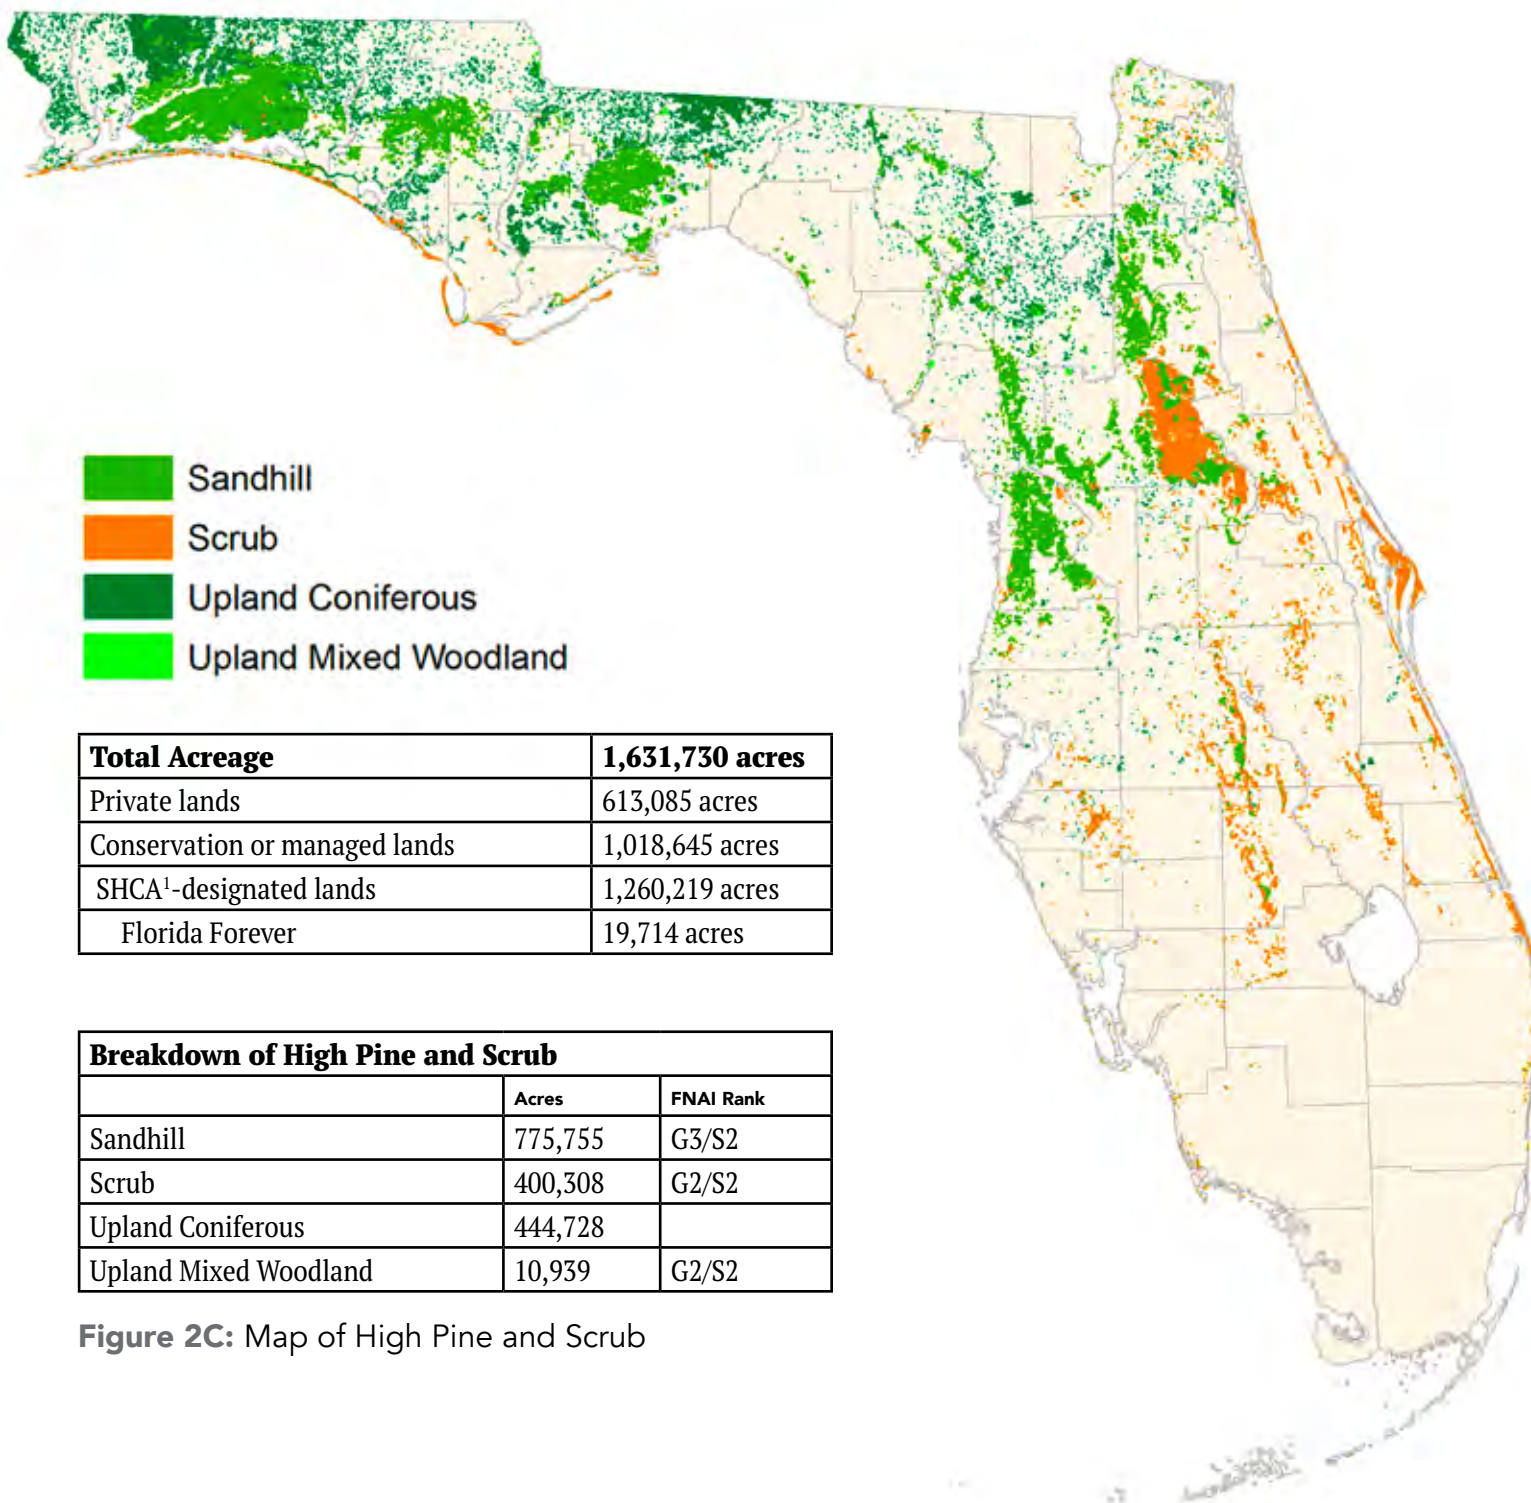 Sandhill
Scrub
Upland Coniferous
Upland Mixed Woodland
Total Acreage 1,631,730 acres
Private lands 613,085 acres
Conservation or managed lands 1,018,645 acres
SHCA¹-designated lands 1,260,219 acres
Florida Forever 19,714 acres
Breakdown of High Pine and Scrub
Acres FNAI Rank
Sandhill 775,755 G3/S2
Scrub 400,308 G2/S2
Upland Coniferous 444,728
Upland Mixed Woodland 10,939 G2/S2
Figure 2C: Map of High Pine and Scrub